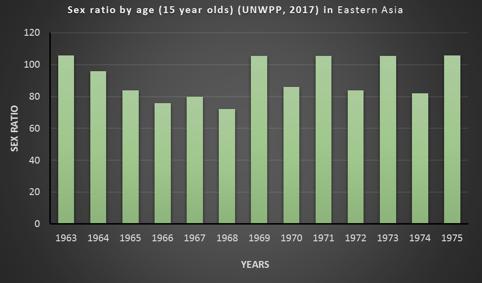 Sex ratio by age (15 year olds) (UNWPP, 2017) in Eastern Asia
120
100
80
60
40
20
0
SEX RATIO
1963 1964 1965 1966 1967 1968 1969 1970 1971 1972 1973 1974 1975
YEARS